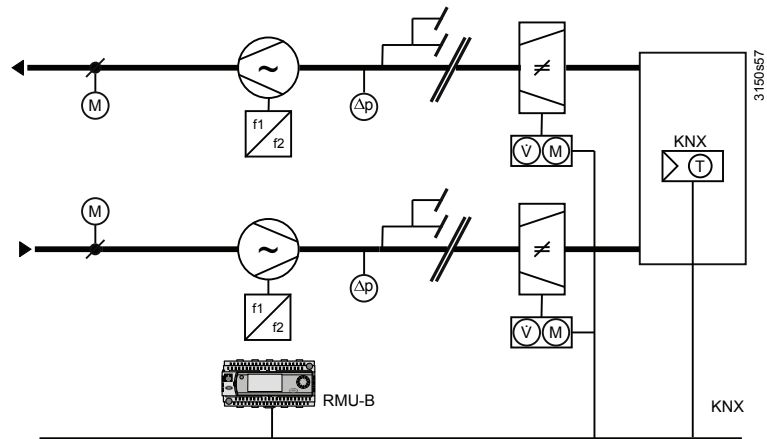 M
~
f1
f2
Δp
≠
V̇ M
3150s57
KNX
T
M
~
f1
f2
Δp
≠
V̇ M
RMU-B
KNX